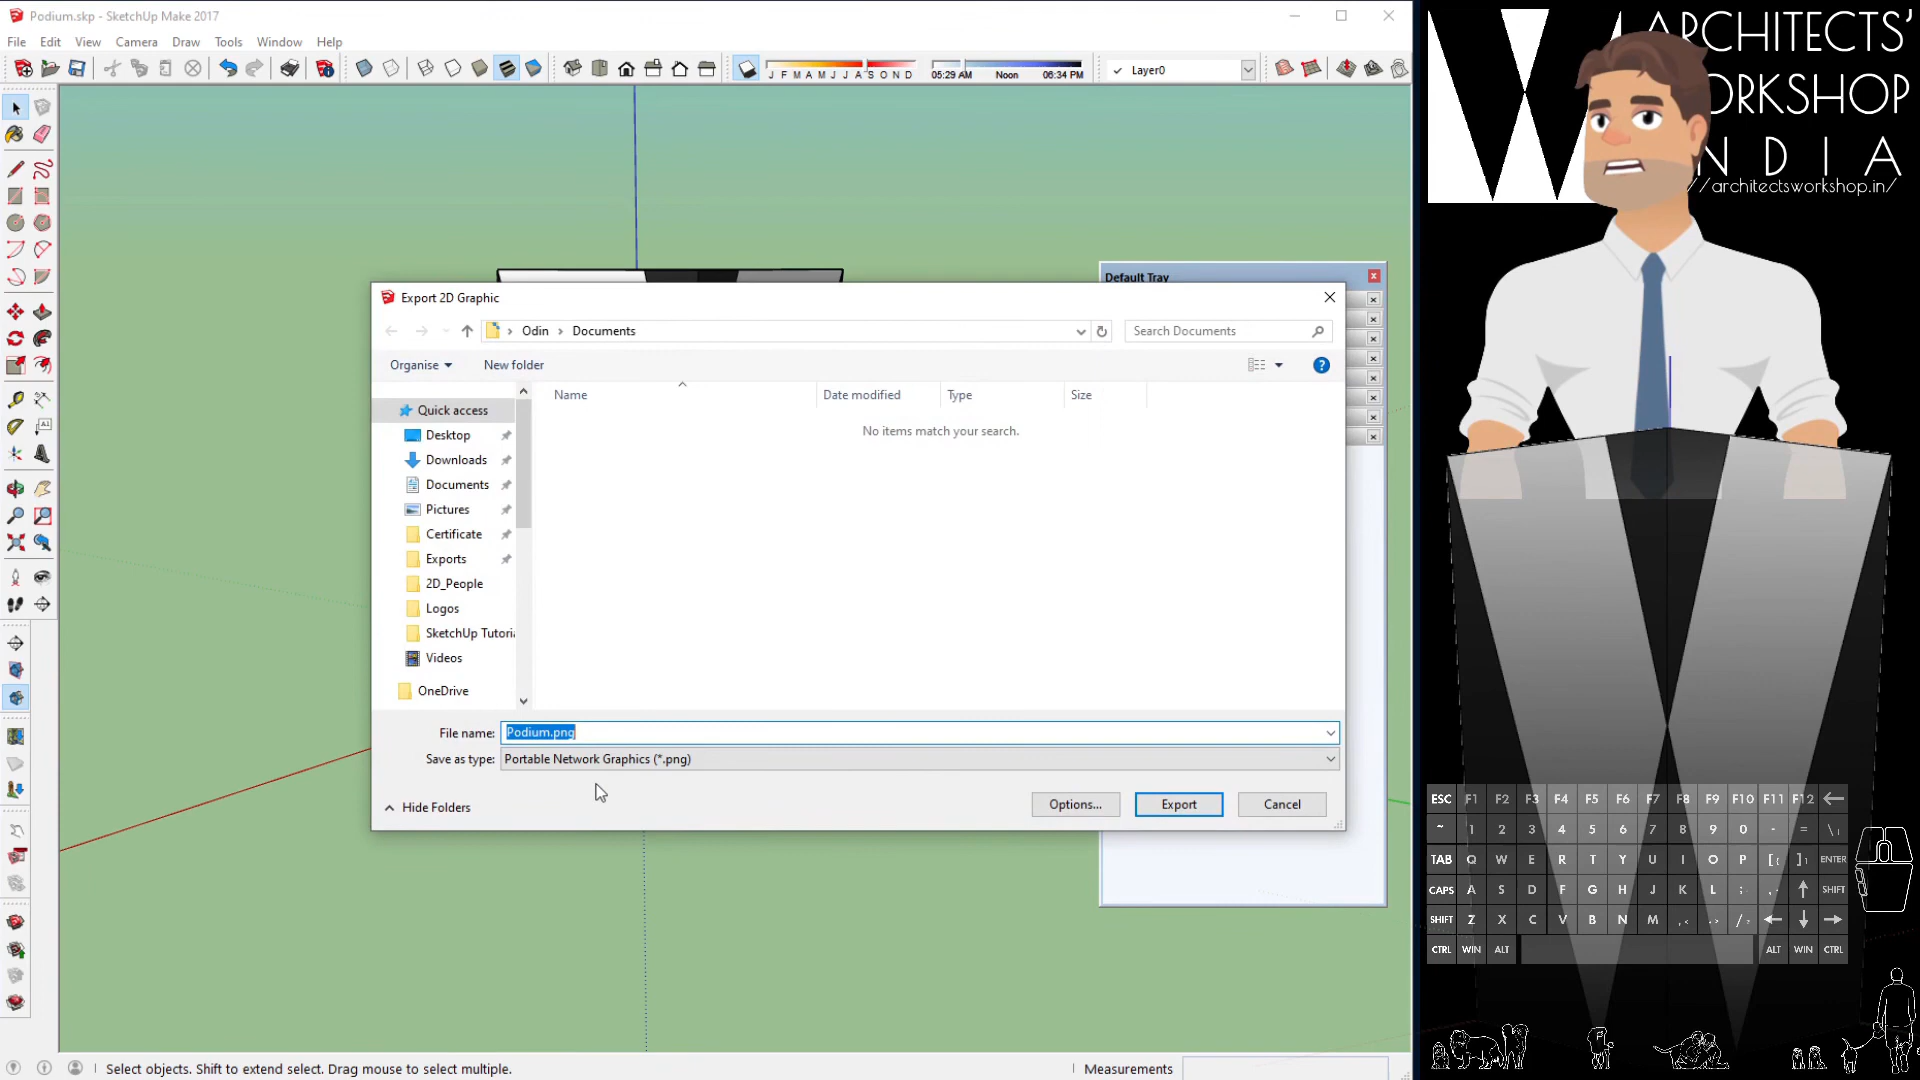 Podium.skp - SketchUp Make 2017
File Edit View Camera Draw Tools Window Help
J F M A M J J A S O N D
05:29 AM Noon 06:34 PM
Layer0
Default Tray
Export 2D Graphic
Odin Documents
Search Documents
Organise New folder
Name Date modified Type Size
No items match your search.
Quick access
Desktop
Downloads
Documents
Pictures
Certificate
Exports
2D_People
Logos
SketchUp Tutoria
Videos
OneDrive
File name: Podium.png
Save as type: Portable Network Graphics (*.png)
Hide Folders
Options... Export Cancel
Select objects. Shift to extend select. Drag mouse to select multiple.
Measurements
ARCHITECTS'
ORKSHOP
N D I A
//architectsworkshop.in/
ESC F1 F2 F3 F4 F5 F6 F7 F8 F9 F10 F11 F12
~ 1 2 3 4 5 6 7 8 9 0 - = \
TAB Q W E R T Y U I O P [ ] ENTER
CAPS A S D F G H J K L ; SHIFT
SHIFT Z X C V B N M
CTRL WIN ALT ALT WIN CTRL